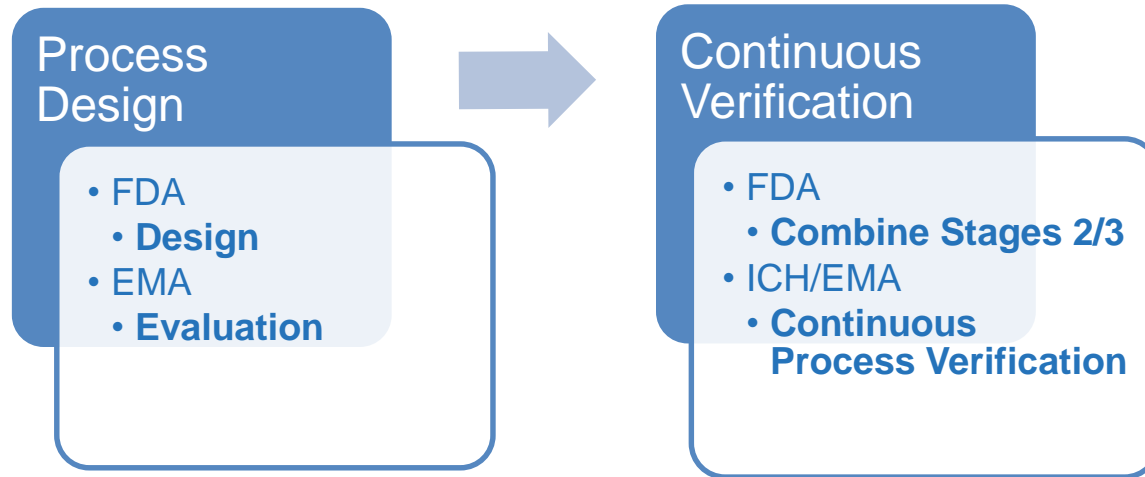 Process
Design
• FDA
• Design
• EMA
• Evaluation
Continuous
Verification
• FDA
• Combine Stages 2/3
• ICH/EMA
• Continuous
Process Verification